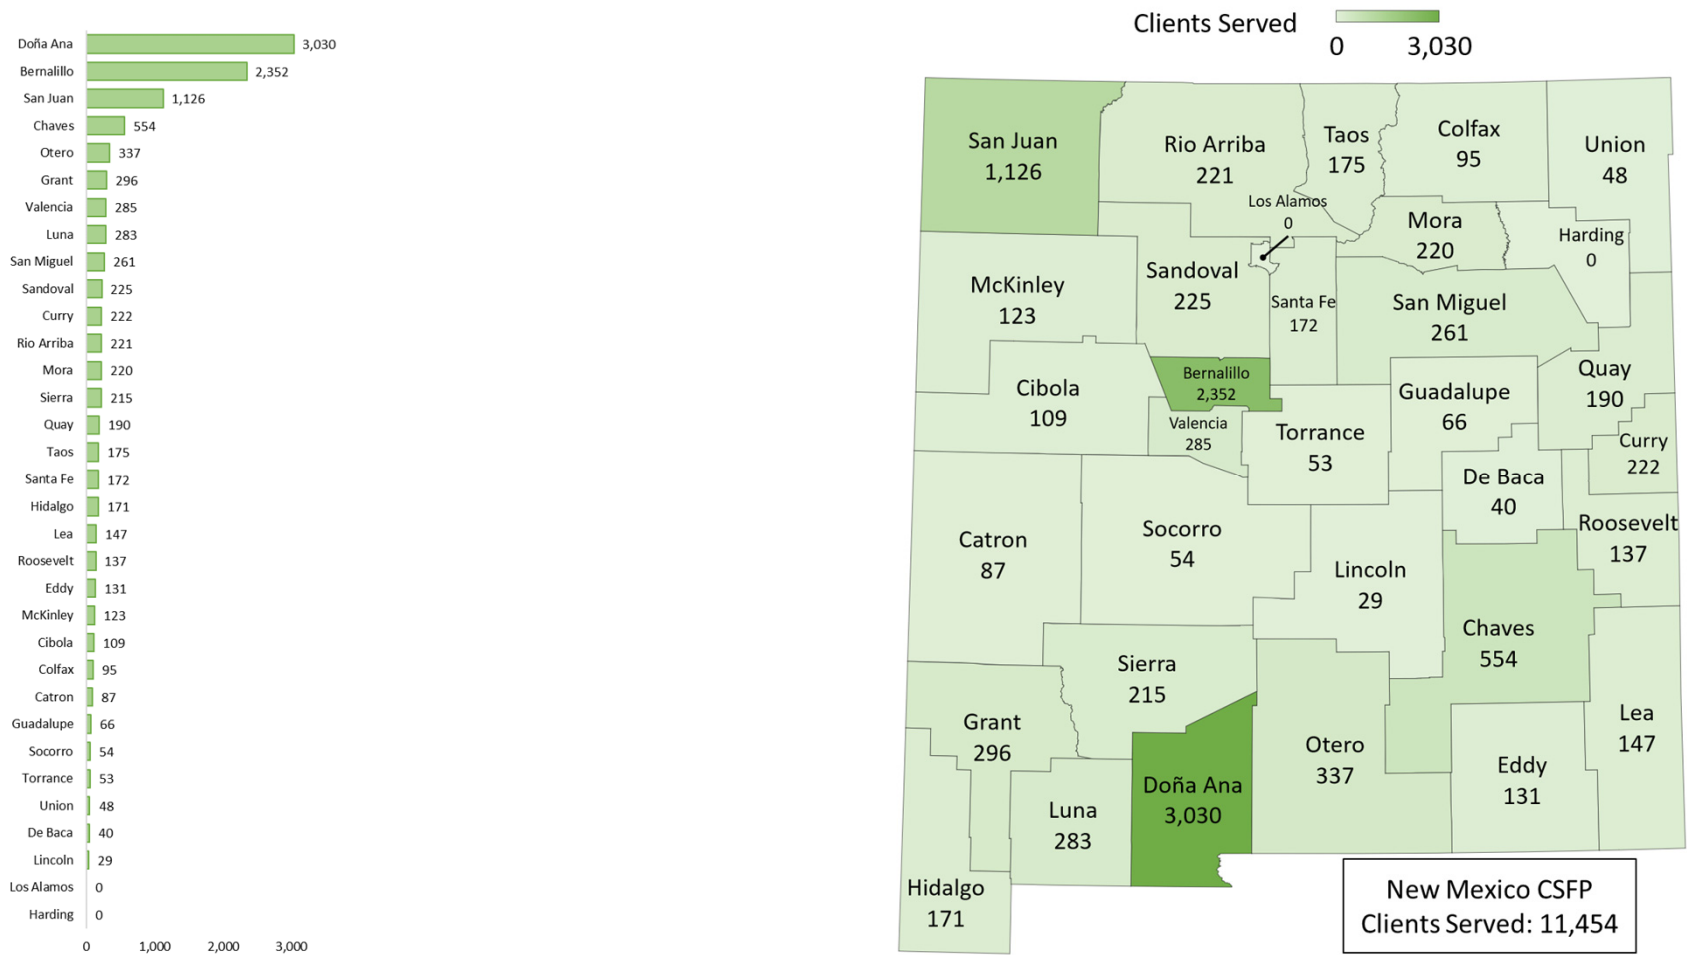 Doña Ana 3,030
Bernalillo 2,352
San Juan 1,126
Chaves 554
Otero 337
Grant 296
Valencia 285
Luna 283
San Miguel 261
Sandoval 225
Curry 222
Rio Arriba 221
Mora 220
Sierra 215
Quay 190
Taos 175
Santa Fe 172
Hidalgo 171
Lea 147
Roosevelt 137
Eddy 131
McKinley 123
Cibola 109
Colfax 95
Catron 87
Guadalupe 66
Socorro 54
Torrance 53
Union 48
De Baca 40
Lincoln 29
Los Alamos 0
Harding 0
0 1,000 2,000 3,000
Clients Served
0 3,030
San Juan
1,126
Rio Arriba
221
Taos
175
Colfax
95
Union
48
Los Alamos
0
Mora
220
Harding
0
McKinley
123
Sandoval
225
Santa Fe
172
San Miguel
261
Quay
190
Cibola
109
Bernalillo
2,352
Valencia
285
Torrance
53
Guadalupe
66
Curry
222
De Baca
40
Roosevelt
137
Catron
87
Socorro
54
Lincoln
29
Chaves
554
Sierra
215
Grant
296
Otero
337
Lea
147
Eddy
131
Luna
283
Doña Ana
3,030
Hidalgo
171
New Mexico CSFP
Clients Served: 11,454